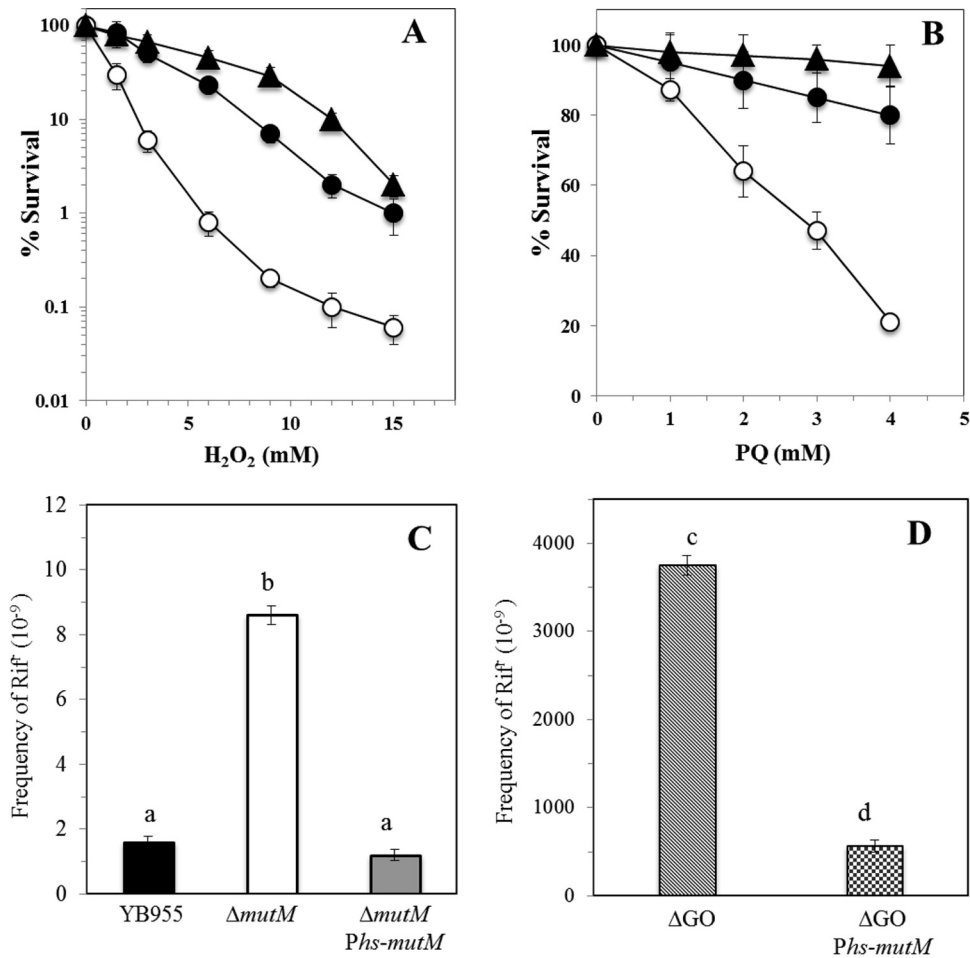 A
% Survival
100
10
1
0.1
0.01
0 5 10 15
H₂O₂ (mM)
B
% Survival
100
80
60
40
20
0
0 1 2 3 4 5
PQ (mM)
C
Frequency of Rifʳ (10⁻⁹)
12
10
8
6
4
2
0
a b a
YB955 ΔmutM ΔmutM
Phs-mutM
D
Frequency of Rifʳ (10⁻⁹)
4000
3000
2000
1000
0
c
d
ΔGO ΔGO
Phs-mutM